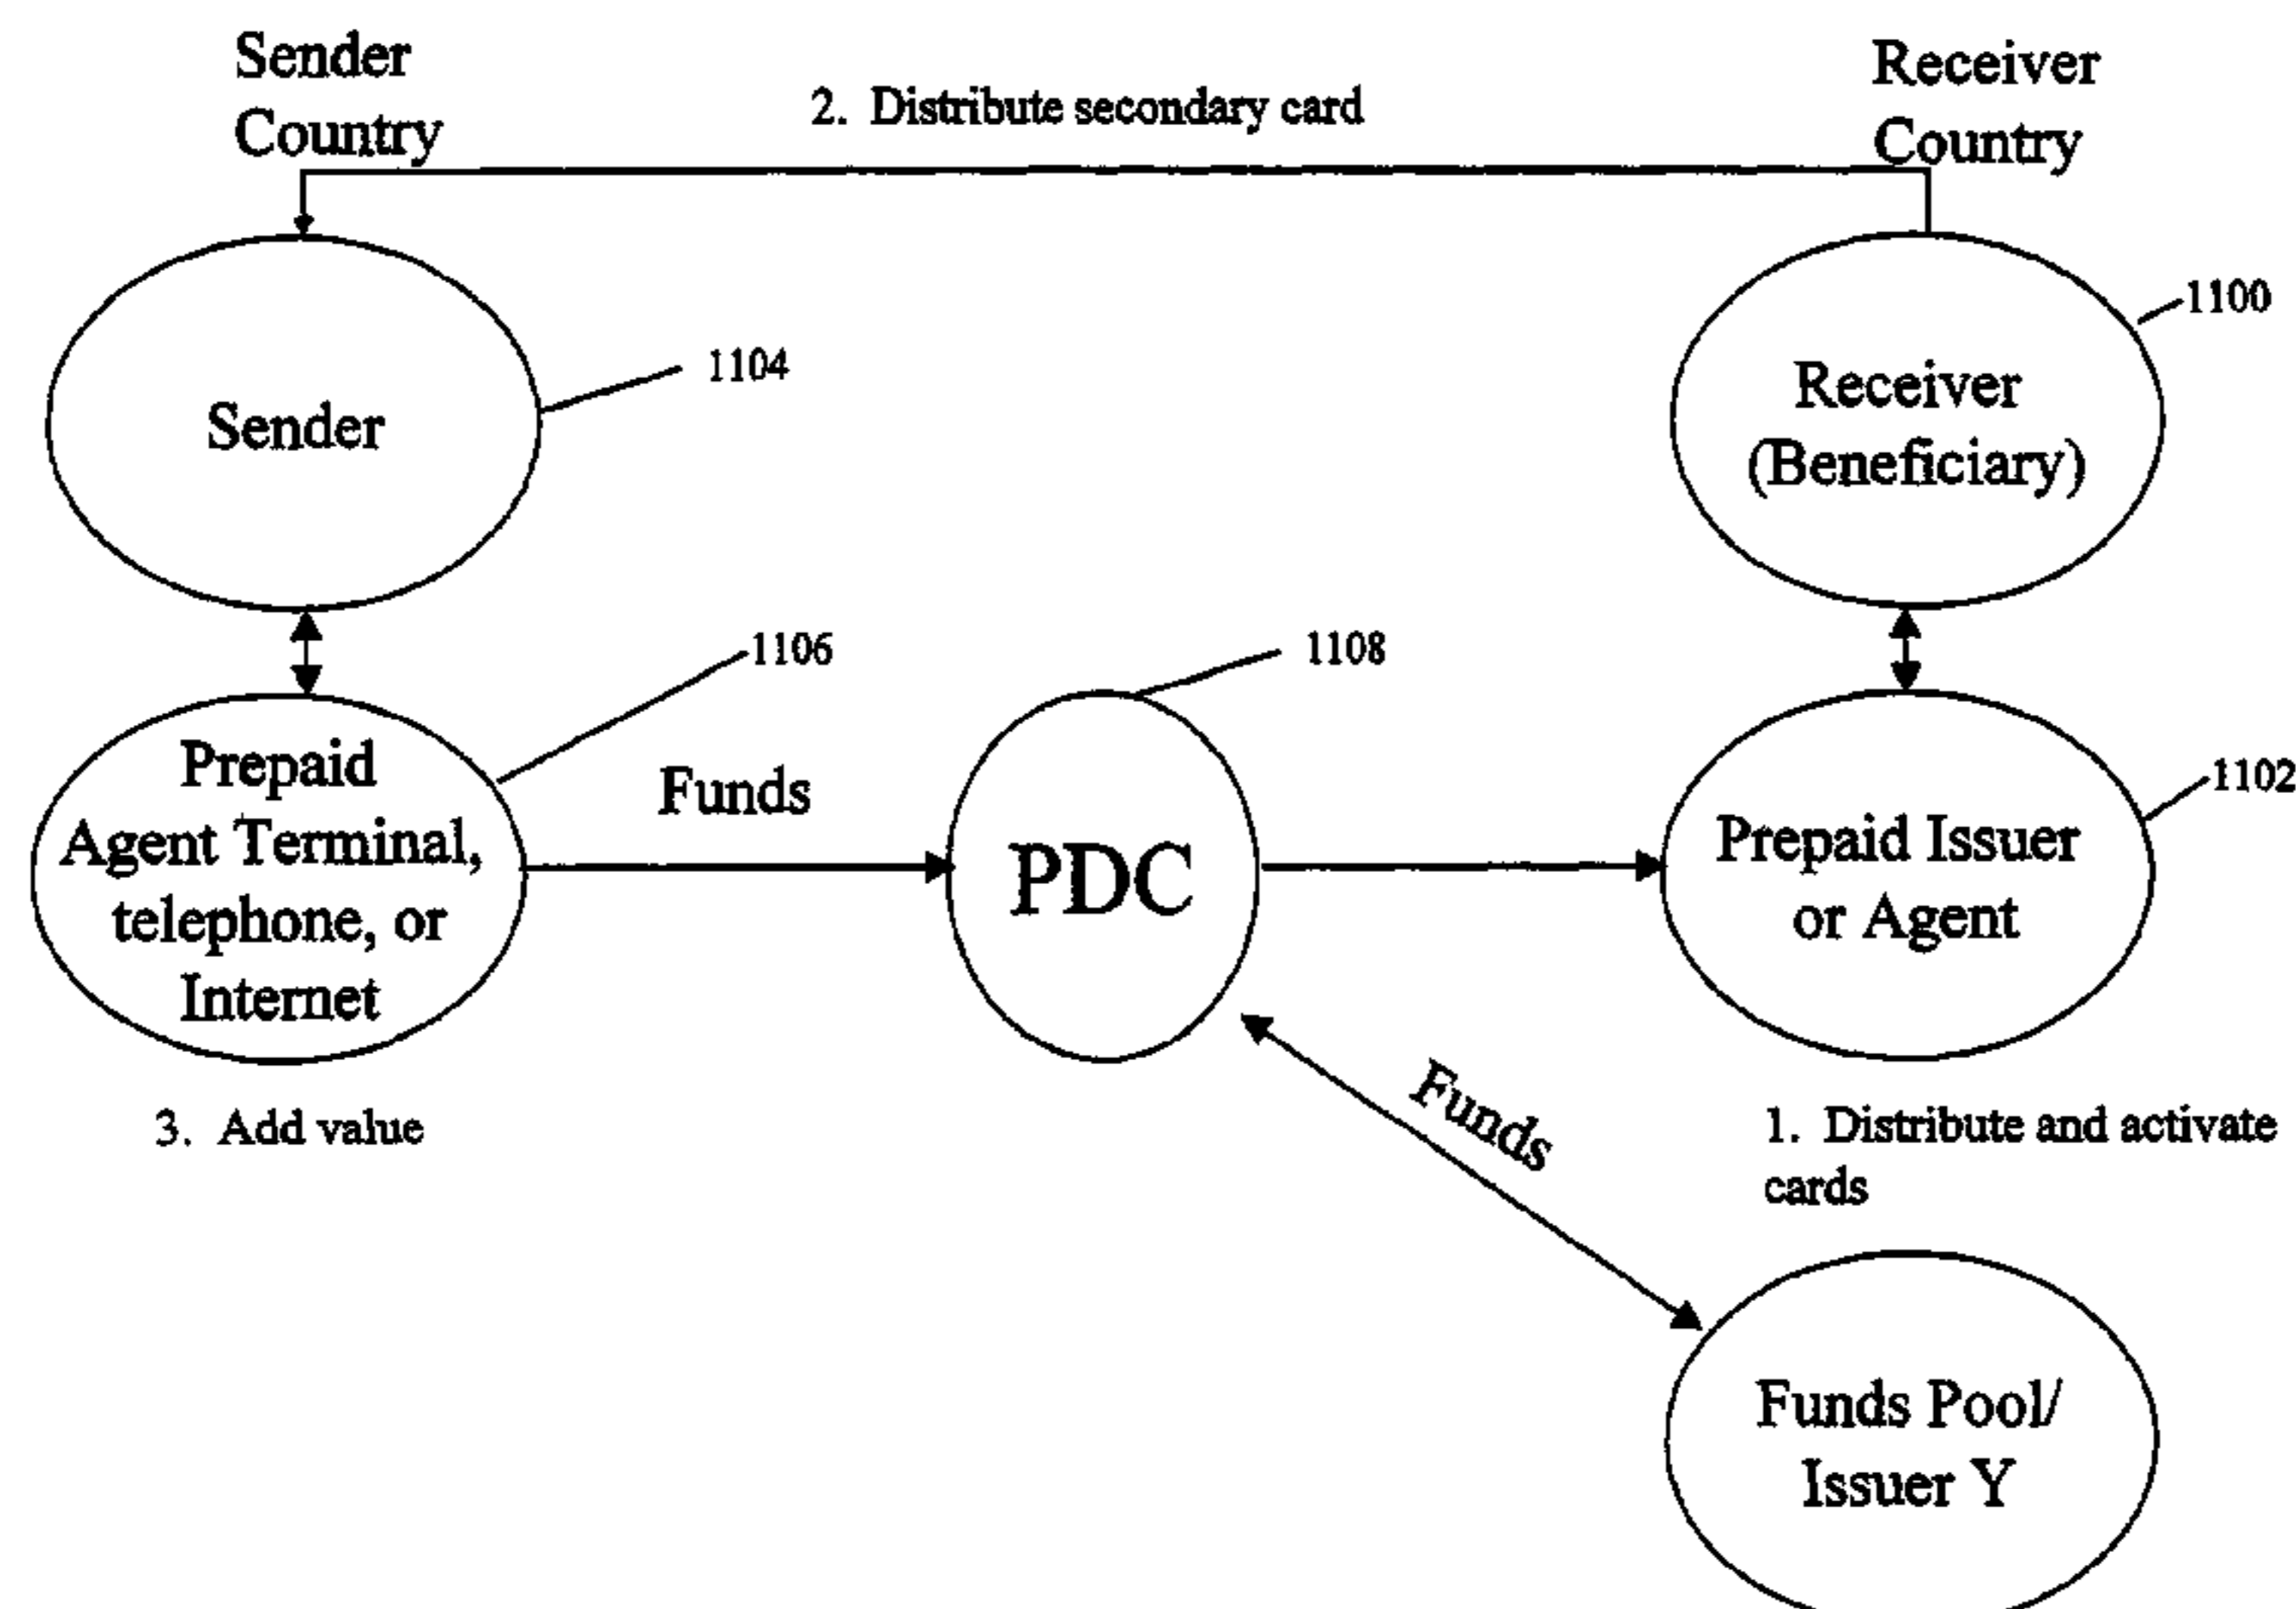 Sender
Country
2. Distribute secondary card
Receiver
Country
1100
1104
Sender
Receiver
(Beneficiary)
1106
1108
1102
Prepaid
Agent Terminal,
telephone, or
Internet
Funds
PDC
Prepaid Issuer
or Agent
3. Add value
Funds
1. Distribute and activate
cards
Funds Pool/
Issuer Y